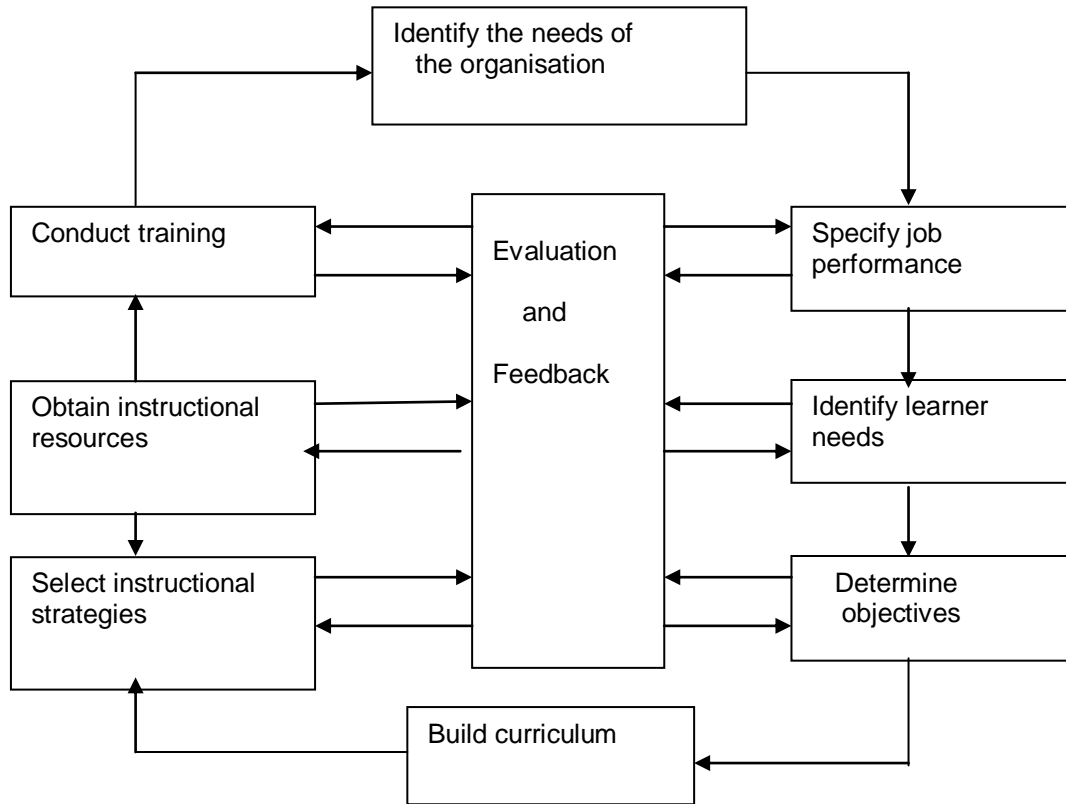 Identify the needs of
the organisation
Conduct training
Evaluation
and
Feedback
Specify job
performance
Obtain instructional
resources
Identify learner
needs
Select instructional
strategies
Determine
objectives
Build curriculum